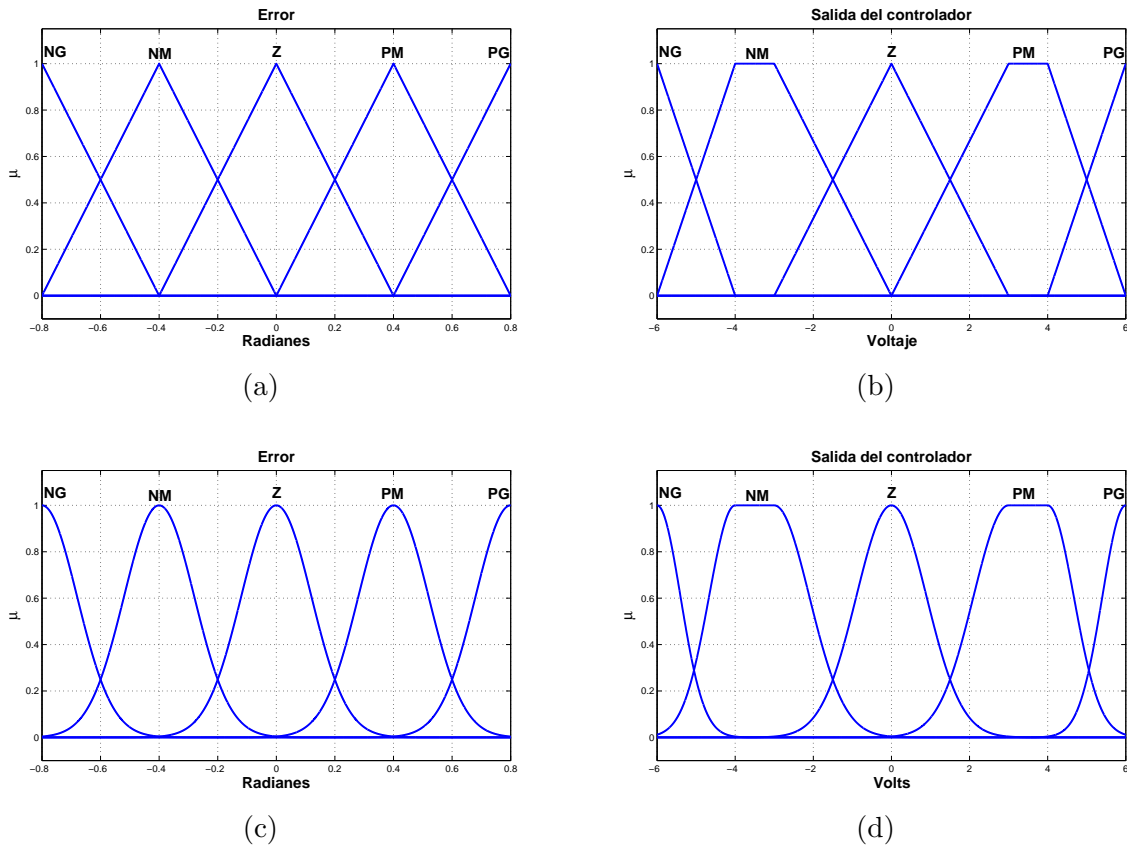 Error
NG NM Z PM PG
1
0.8
0.6
0.4
0.2
0
μ
−0.8 −0.6 −0.4 −0.2 0 0.2 0.4 0.6 0.8
Radianes
(a)
Salida del controlador
NG NM Z PM PG
1
0.8
0.6
0.4
0.2
0
μ
−6 −4 −2 0 2 4 6
Voltaje
(b)
Error
NG NM Z PM PG
1
0.8
0.6
0.4
0.2
0
μ
−0.8 −0.6 −0.4 −0.2 0 0.2 0.4 0.6 0.8
Radianes
(c)
Salida del controlador
NG NM Z PM PG
1
0.8
0.6
0.4
0.2
0
μ
−6 −4 −2 0 2 4 6
Volts
(d)